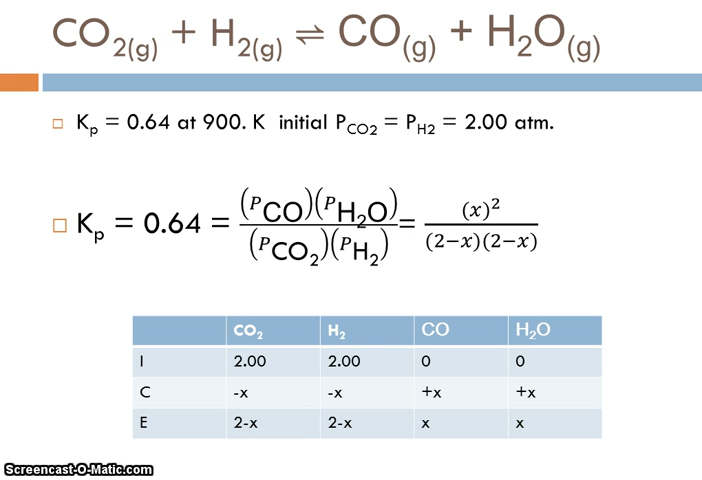 CO₂₍g₎ + H₂₍g₎ ⇌ CO₍g₎ + H₂O₍g₎
Kₚ = 0.64 at 900. K initial P_CO2 = P_H2 = 2.00 atm.
Kₚ = 0.64 = (ᴾCO)(ᴾH₂O) / (ᴾCO₂)(ᴾH₂) = (x)² / (2−x)(2−x)
CO₂ H₂ CO H₂O
I 2.00 2.00 0 0
C -x -x +x +x
E 2-x 2-x x x
Screencast-O-Matic.com